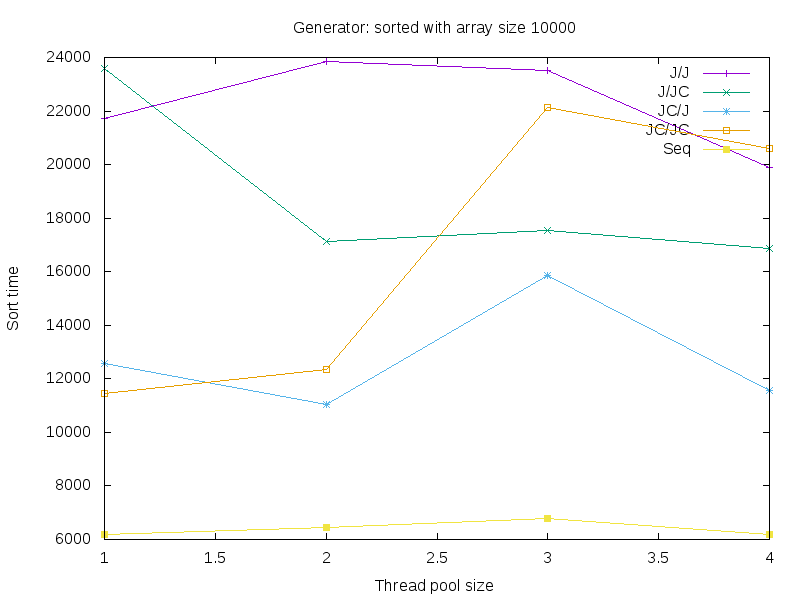 Generator: sorted with array size 10000
24000
22000
20000
18000
16000
14000
12000
10000
8000
6000
Sort time
J/J
J/JC
JC/J
JC/JC
Seq
1
1.5
2
2.5
3
3.5
4
Thread pool size